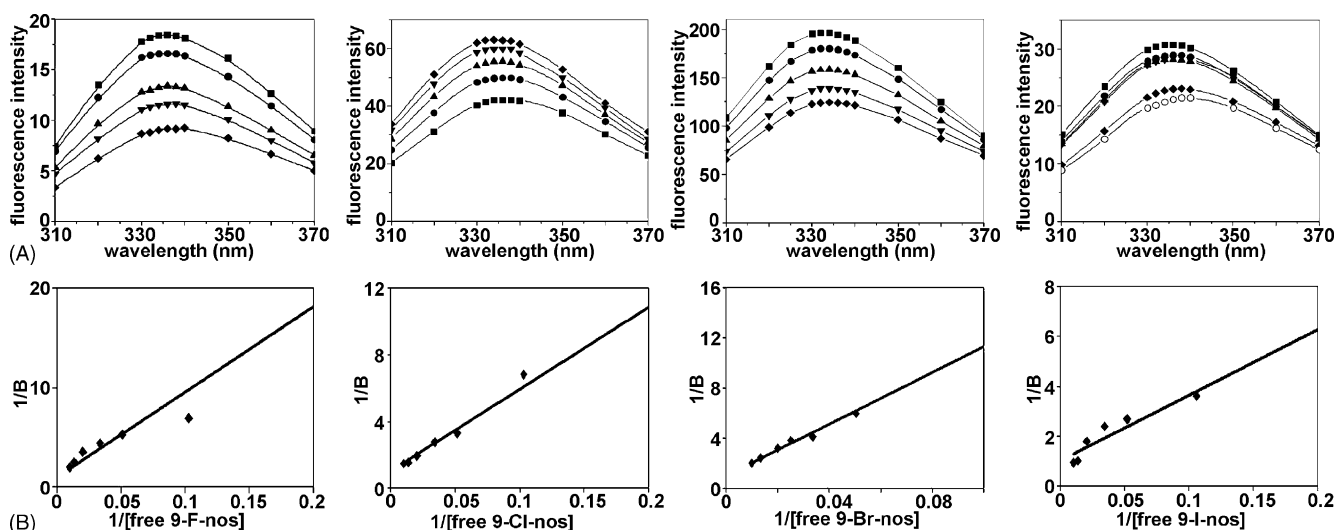 20
15
10
5
0
fluorescence intensity
310 330 350 370
wavelength (nm)
60
40
20
0
fluorescence intensity
310 330 350 370
wavelength (nm)
200
150
100
50
0
fluorescence intensity
310 330 350 370
wavelength (nm)
30
20
10
0
fluorescence intensity
310 330 350 370
wavelength (nm)
(A)
20
10
0
1/B
0 0.05 0.1 0.15 0.2
1/[free 9-F-nos]
12
8
4
0
1/B
0 0.05 0.1 0.15 0.2
1/[free 9-Cl-nos]
16
12
8
4
0
1/B
0 0.04 0.08
1/[free 9-Br-nos]
8
6
4
2
0
1/B
0 0.05 0.1 0.15 0.2
1/[free 9-I-nos]
(B)